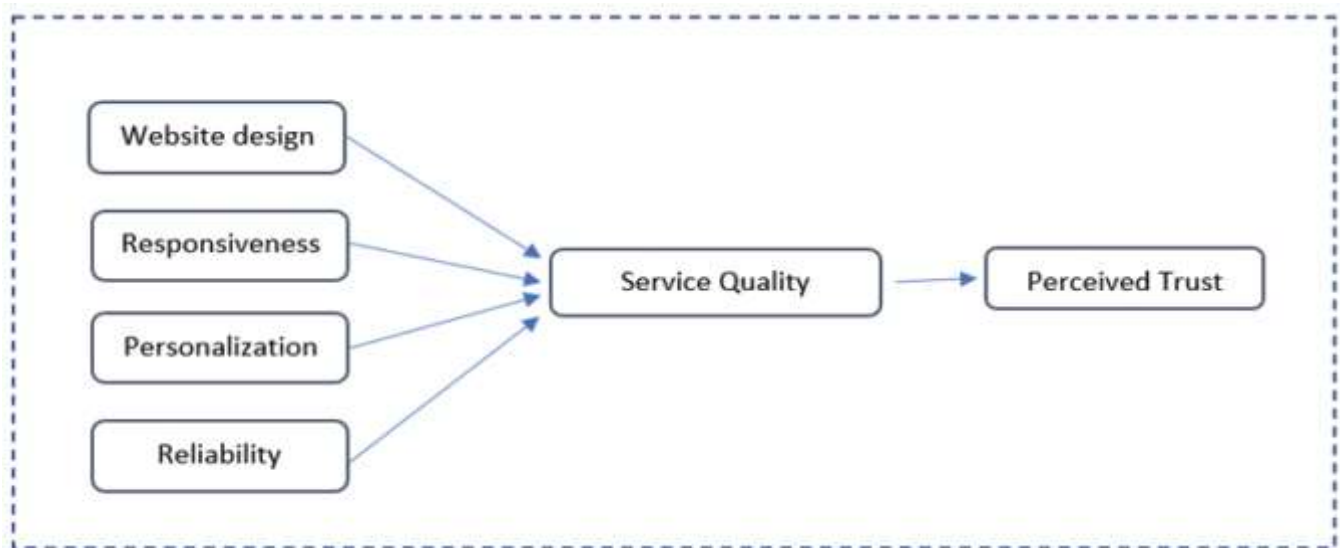 Website design
Responsiveness
Personalization
Reliability
Service Quality
Perceived Trust